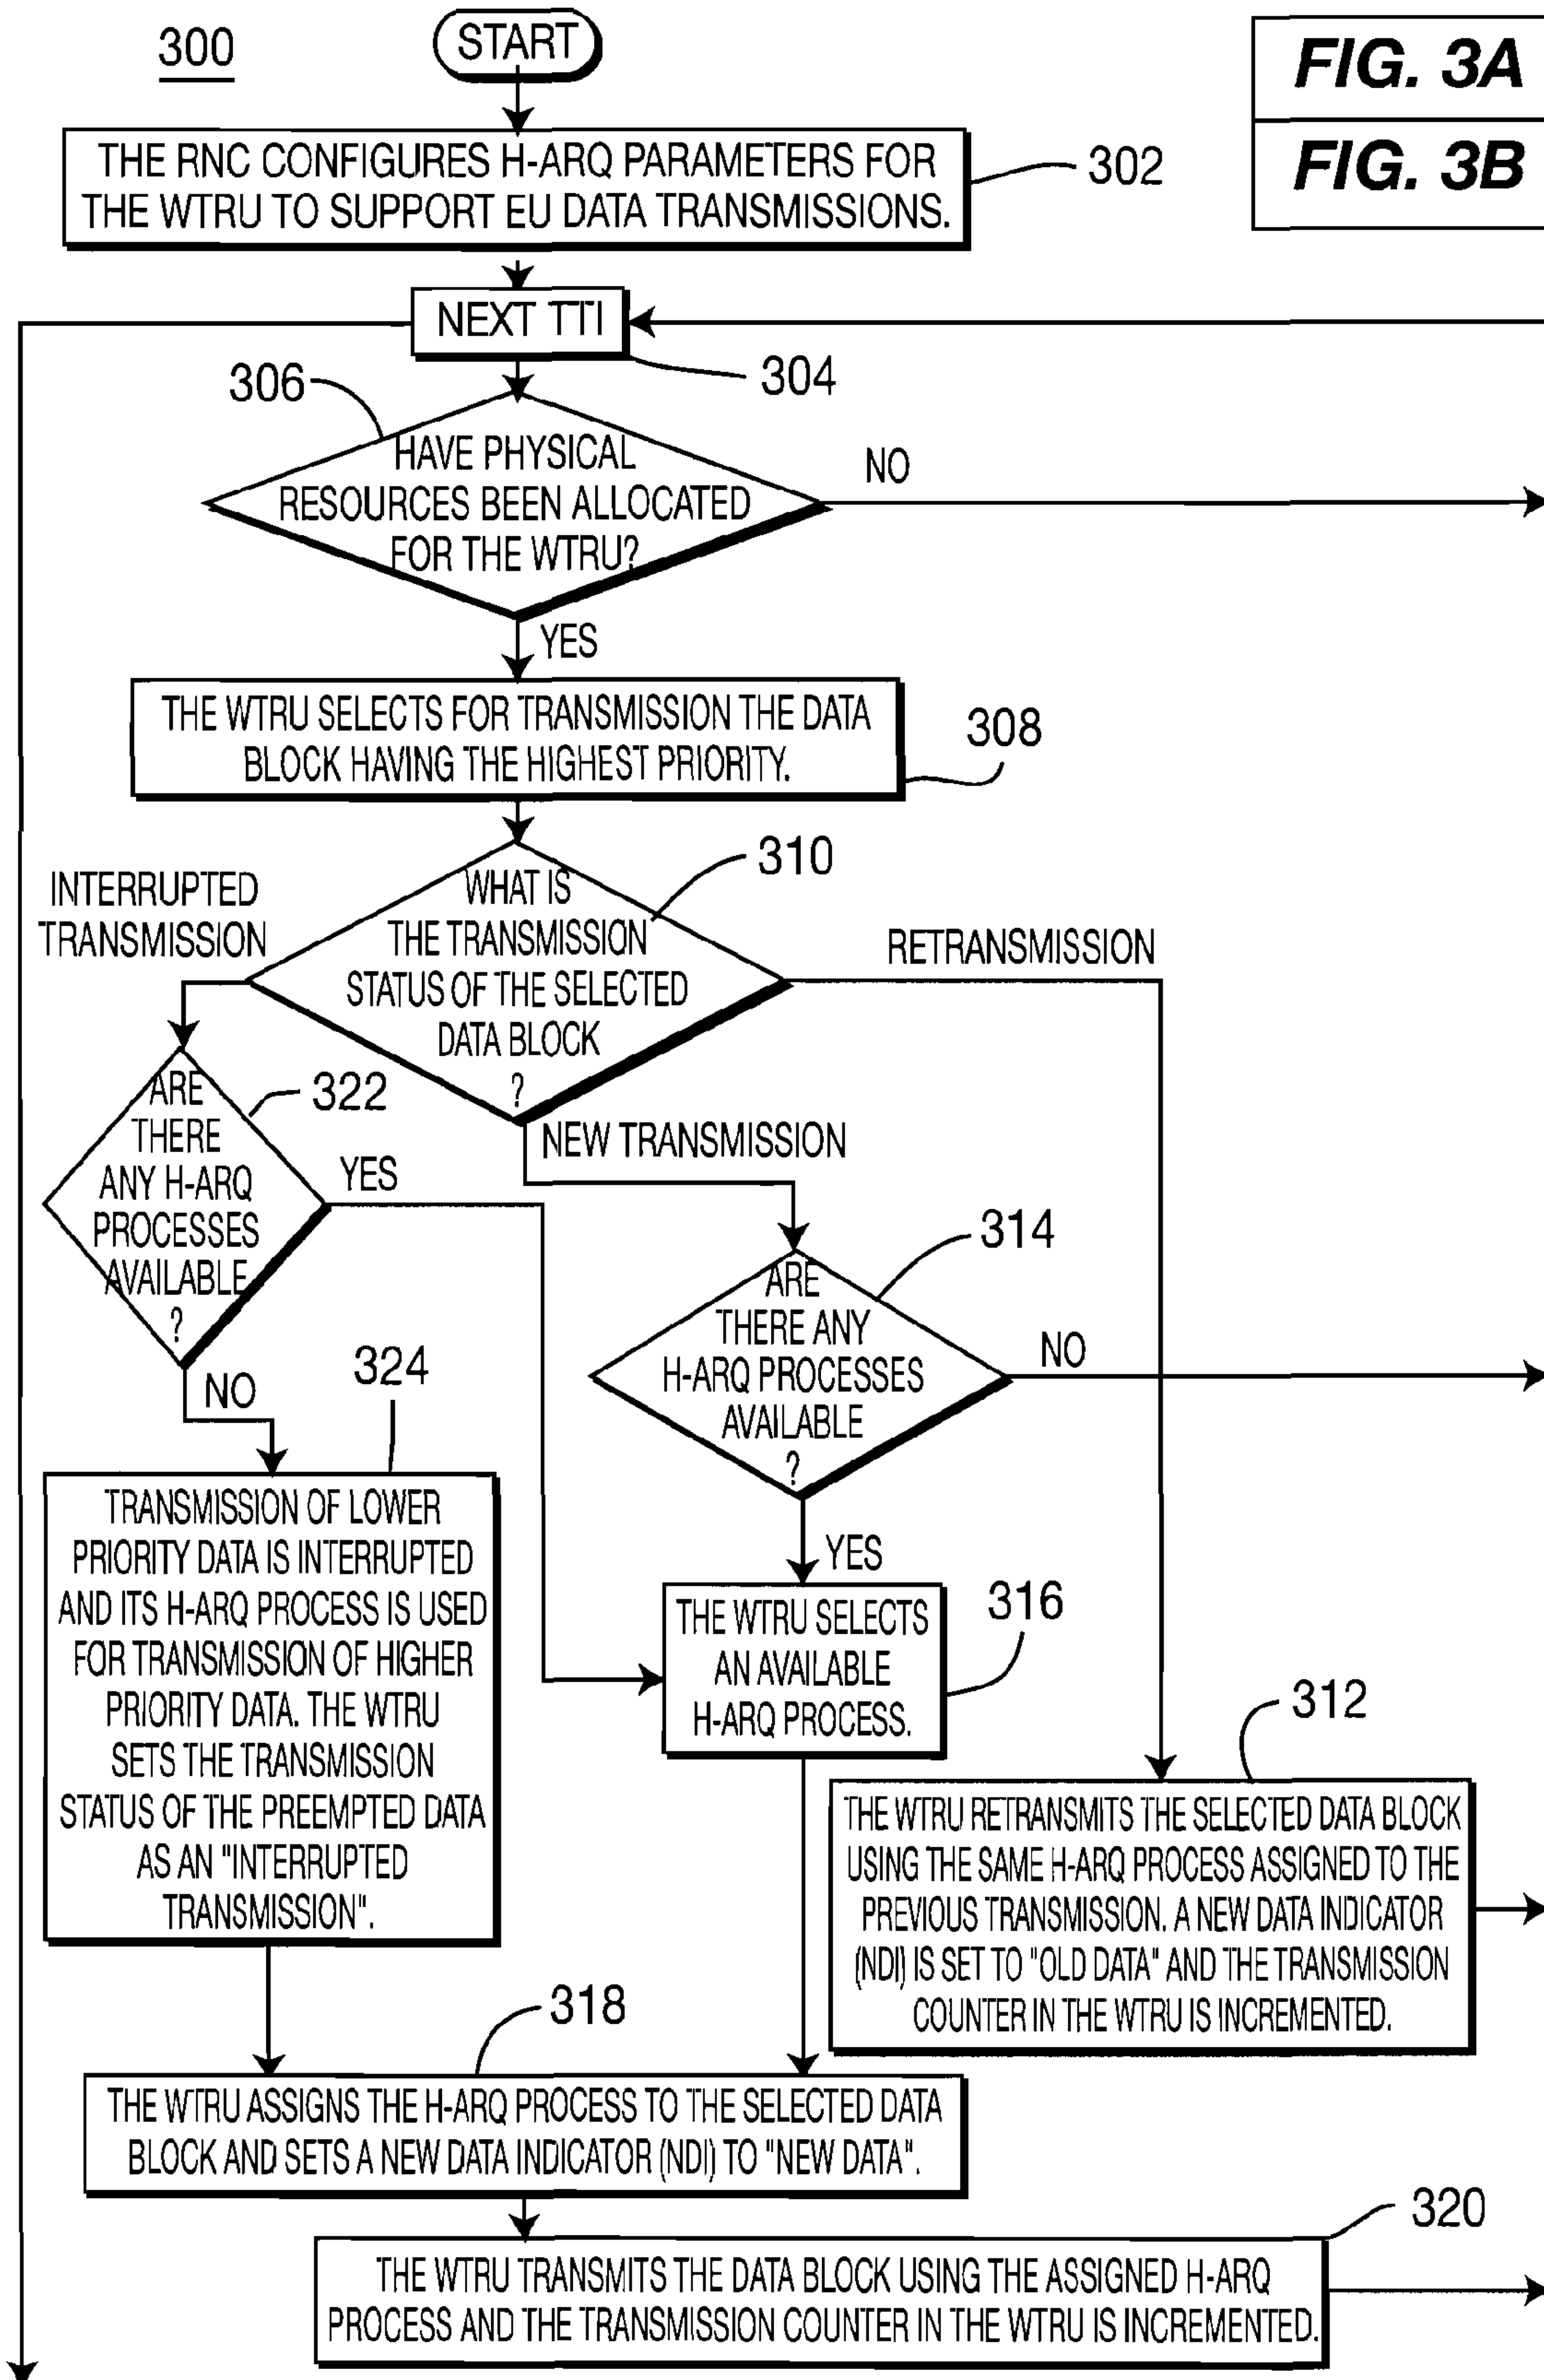 300
START
FIG. 3A
FIG. 3B
THE RNC CONFIGURES H-ARQ PARAMETERS FOR
THE WTRU TO SUPPORT EU DATA TRANSMISSIONS.
302
NEXT TTI
304
306
HAVE PHYSICAL
RESOURCES BEEN ALLOCATED
FOR THE WTRU?
NO
YES
THE WTRU SELECTS FOR TRANSMISSION THE DATA
BLOCK HAVING THE HIGHEST PRIORITY.
308
310
WHAT IS
THE TRANSMISSION
STATUS OF THE SELECTED
DATA BLOCK
?
INTERRUPTED
TRANSMISSION
RETRANSMISSION
NEW TRANSMISSION
322
ARE
THERE
ANY H-ARQ
PROCESSES
AVAILABLE
?
YES
NO
314
ARE
THERE ANY
H-ARQ PROCESSES
AVAILABLE
?
NO
YES
324
TRANSMISSION OF LOWER
PRIORITY DATA IS INTERRUPTED
AND ITS H-ARQ PROCESS IS USED
FOR TRANSMISSION OF HIGHER
PRIORITY DATA. THE WTRU
SETS THE TRANSMISSION
STATUS OF THE PREEMPTED DATA
AS AN "INTERRUPTED
TRANSMISSION".
THE WTRU SELECTS
AN AVAILABLE
H-ARQ PROCESS.
316
312
THE WTRU RETRANSMITS THE SELECTED DATA BLOCK
USING THE SAME H-ARQ PROCESS ASSIGNED TO THE
PREVIOUS TRANSMISSION. A NEW DATA INDICATOR
(NDI) IS SET TO "OLD DATA" AND THE TRANSMISSION
COUNTER IN THE WTRU IS INCREMENTED.
318
THE WTRU ASSIGNS THE H-ARQ PROCESS TO THE SELECTED DATA
BLOCK AND SETS A NEW DATA INDICATOR (NDI) TO "NEW DATA".
320
THE WTRU TRANSMITS THE DATA BLOCK USING THE ASSIGNED H-ARQ
PROCESS AND THE TRANSMISSION COUNTER IN THE WTRU IS INCREMENTED.